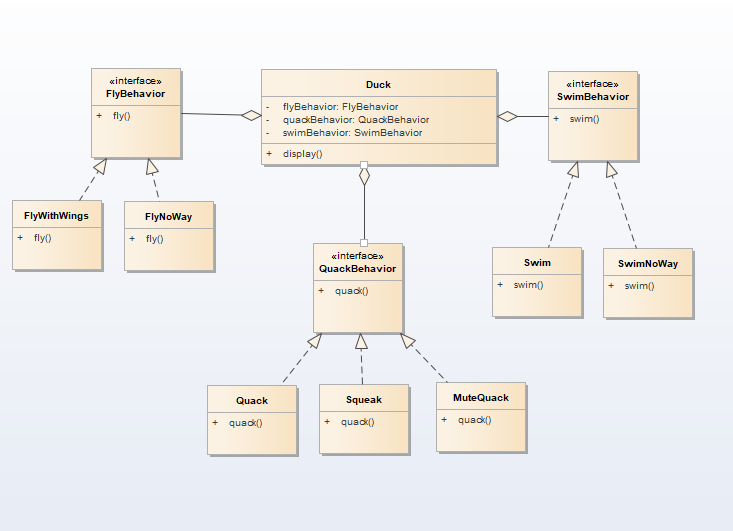 «interface»
FlyBehavior
+ fly()
Duck
- flyBehavior: FlyBehavior
- quackBehavior: QuackBehavior
- swimBehavior: SwimBehavior
+ display()
«interface»
SwimBehavior
+ swim()
FlyWithWings
+ fly()
FlyNoWay
+ fly()
«interface»
QuackBehavior
+ quack()
Swim
+ swim()
SwimNoWay
+ swim()
Quack
+ quack()
Squeak
+ quack()
MuteQuack
+ quack()